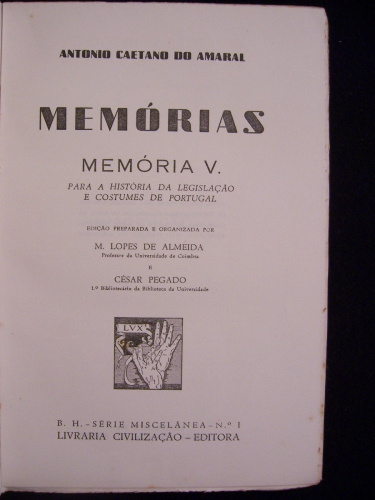 ANTONIO CAETANO DO AMARAL
MEMÓRIAS
MEMÓRIA V.
PARA A HISTÓRIA DA LEGISLAÇÃO
E COSTUMES DE PORTUGAL
EDIÇÃO PREPARADA E ORGANIZADA POR
M. LOPES DE ALMEIDA
Professor da Universidade de Coimbra
E
CÉSAR PEGADO
1.º Bibliotecário da Biblioteca da Universidade
LVX
B. H. - SÉRIE MISCELÂNEA - N.º I
LIVRARIA CIVILIZAÇÃO - EDITORA